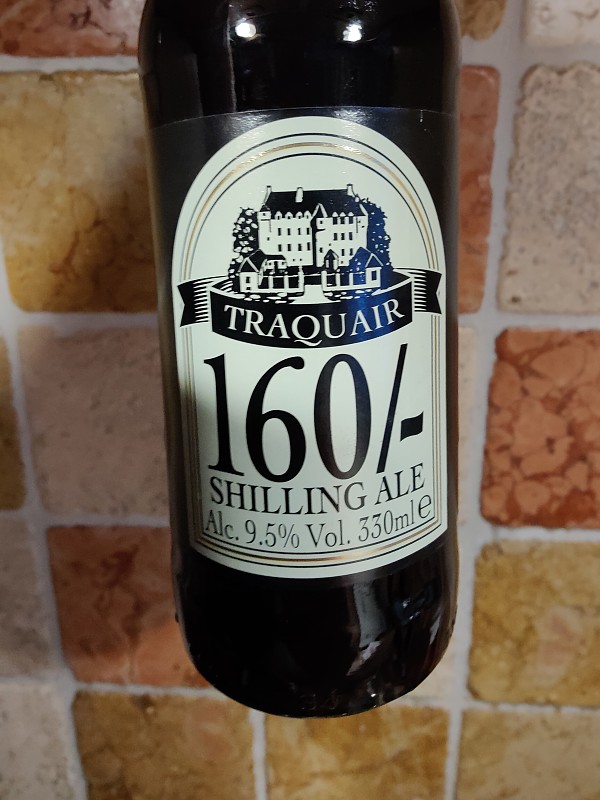 TRAQUAIR
160/-
SHILLING ALE
Alc. 9.5% Vol. 330ml e